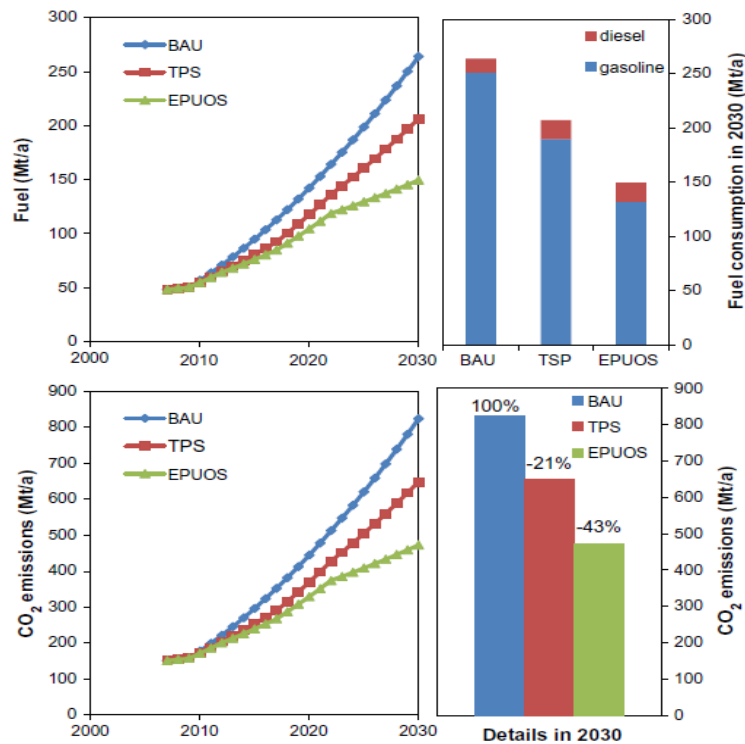 300
250
200
150
100
50
0
Fuel (Mt/a)
BAU
TPS
EPUOS
2000
2010
2020
2030
diesel
gasoline
300
250
200
150
100
50
0
Fuel consumption in 2030 (Mt/a)
BAU
TSP
EPUOS
900
800
700
600
500
400
300
200
100
0
CO2 emissions (Mt/a)
BAU
TPS
EPUOS
2000
2010
2020
2030
100%
-21%
-43%
BAU
TPS
EPUOS
900
800
700
600
500
400
300
200
100
0
CO2 emissions (Mt/a)
Details in 2030